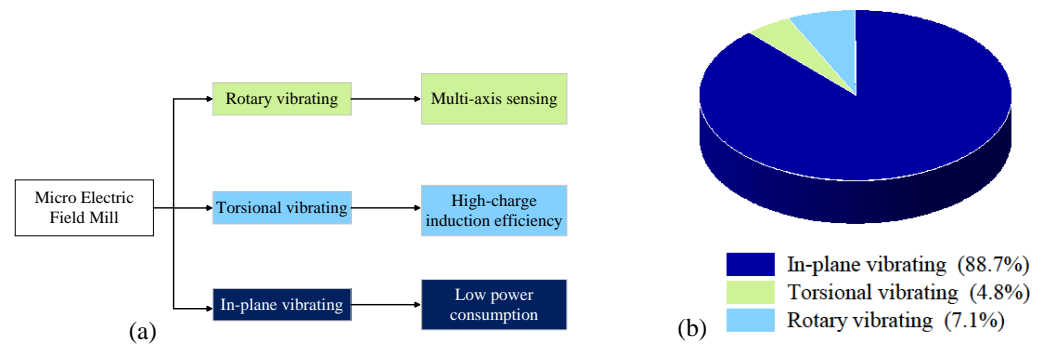 Micro Electric
Field Mill
Rotary vibrating
Multi-axis sensing
Torsional vibrating
High-charge
induction efficiency
In-plane vibrating
Low power
consumption
(a)
In-plane vibrating (88.7%)
Torsional vibrating (4.8%)
Rotary vibrating (7.1%)
(b)